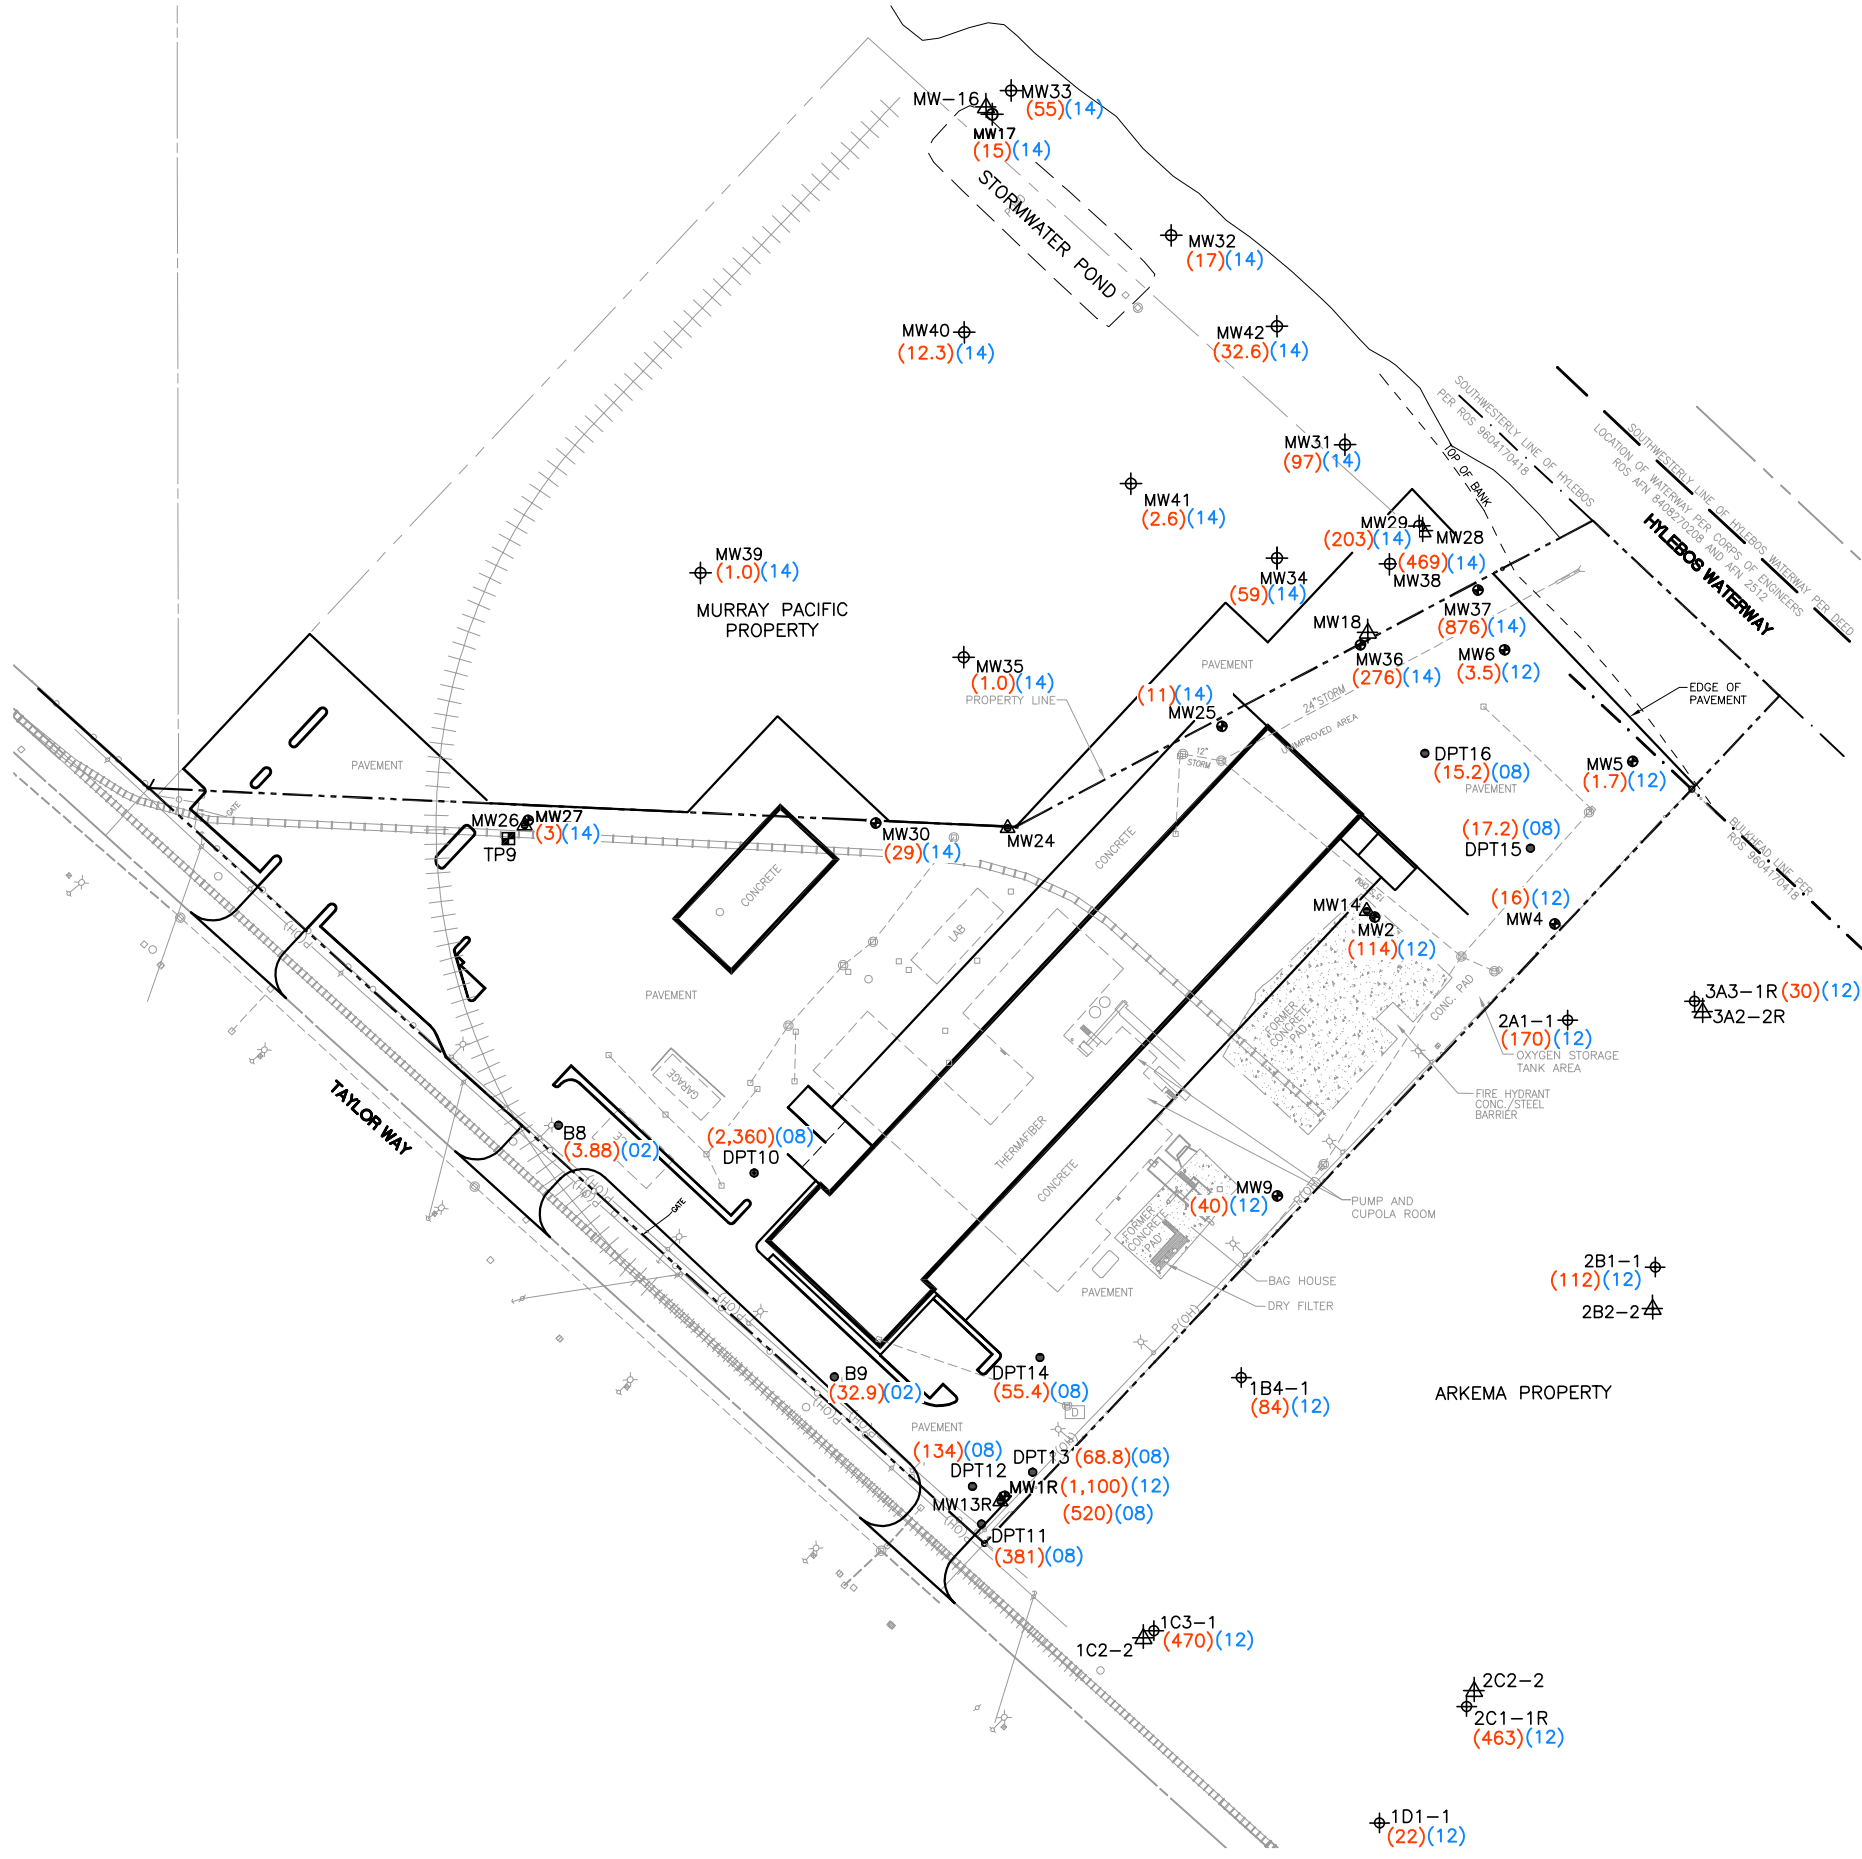 MW-16
MW33
(55)(14)
MW17
(15)(14)
STORMWATER POND
MW32
(17)(14)
MW40
(12.3)(14)
MW42
(32.6)(14)
MW31
(97)(14)
MW41
(2.6)(14)
SOUTHWESTERLY LINE OF HYLEBOS
PER ROS 9604170418
SOUTHWESTERLY LINE OF HYLEBOS WATERWAY PER DEED
LOCATION OF WATERWAY PER CORPS OF ENGINEERS
ROS AFN 8408270208 AND AFN 2512
HYLEBOS WATERWAY
TOP OF BANK
MW29
(203)(14)
MW28
MW39
(1.0)(14)
MURRAY PACIFIC
PROPERTY
MW34
(59)(14)
(469)(14)
MW38
MW37
(876)(14)
MW18
MW36
(276)(14)
MW6
(3.5)(12)
MW35
(1.0)(14)
PROPERTY LINE
PAVEMENT
(11)(14)
MW25
24"STORM
UNIMPROVED AREA
12"
STORM
EDGE OF
PAVEMENT
DPT16
(15.2)(08)
PAVEMENT
MW5
(1.7)(12)
PAVEMENT
GATE
MW26
MW27
(3)(14)
TP9
MW30
(29)(14)
MW24
CONCRETE
CONCRETE
(17.2)(08)
DPT15
BULKHEAD LINE PER
ROS 9604170418
(16)(12)
MW4
MW14
MW2
(114)(12)
LAB
P(OH)
PAVEMENT
FORMER
CONCRETE
PAD
CONC. PAD
3A3-1R (30)(12)
3A2-2R
2A1-1
(170)(12)
OXYGEN STORAGE
TANK AREA
FIRE HYDRANT
CONC./STEEL
BARRIER
TAYLOR WAY
GARAGE
B8
(3.88)(02)
(2,360)(08)
DPT10
THERMAFIBER
CONCRETE
GATE
P(OH)
MW9
(40)(12)
PUMP AND
CUPOLA ROOM
FORMER
CONCRETE
PAD
BAG HOUSE
DRY FILTER
PAVEMENT
2B1-1
(112)(12)
2B2-2
P(OH)
P(OH)
B9
(32.9)(02)
DPT14
(55.4)(08)
1B4-1
(84)(12)
ARKEMA PROPERTY
D
PAVEMENT
P(OH)
(134)(08)
DPT12
DPT13 (68.8)(08)
MW1R (1,100)(12)
(520)(08)
MW13R
DPT11
(381)(08)
1C3-1
(470)(12)
1C2-2
2C2-2
2C1-1R
(463)(12)
1D1-1
(22)(12)